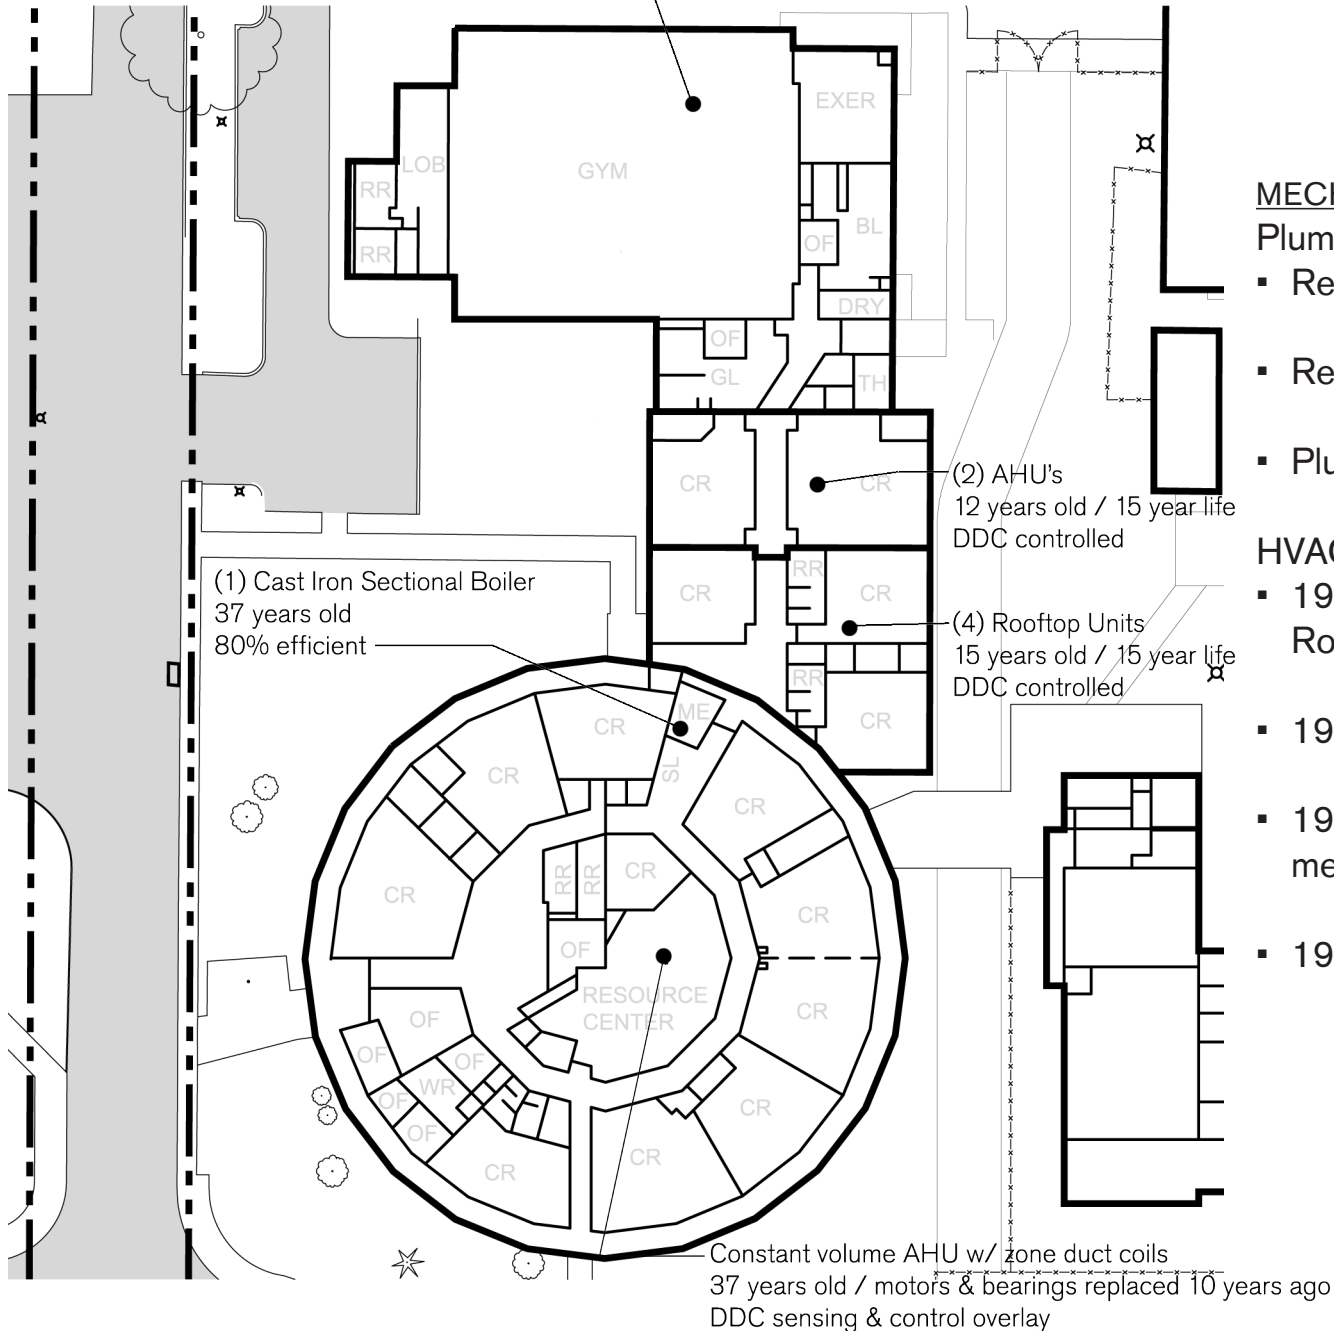 EXER
LOB
GYM
RR
BL
OF
RR
DRY
OF
GL
TH
CR
CR
(2) AHU's
12 years old / 15 year life
DDC controlled
RR
CR
CR
(1) Cast Iron Sectional Boiler
37 years old
80% efficient
(4) Rooftop Units
15 years old / 15 year life
DDC controlled
RR
CR
ME
CR
SL
CR
CR
RR
RR
CR
CR
CR
OF
RESOURCE
CENTER
CR
OF
OF
OF
WR
OF
OF
CR
CR
CR
Constant volume AHU w/ zone duct coils
37 years old / motors & bearings replaced 10 years ago
DDC sensing & control overlay
▪ Re
▪ Re
▪ Plu
HVAC
▪ 19
Ro
▪ 19
▪ 19
me
▪ 19